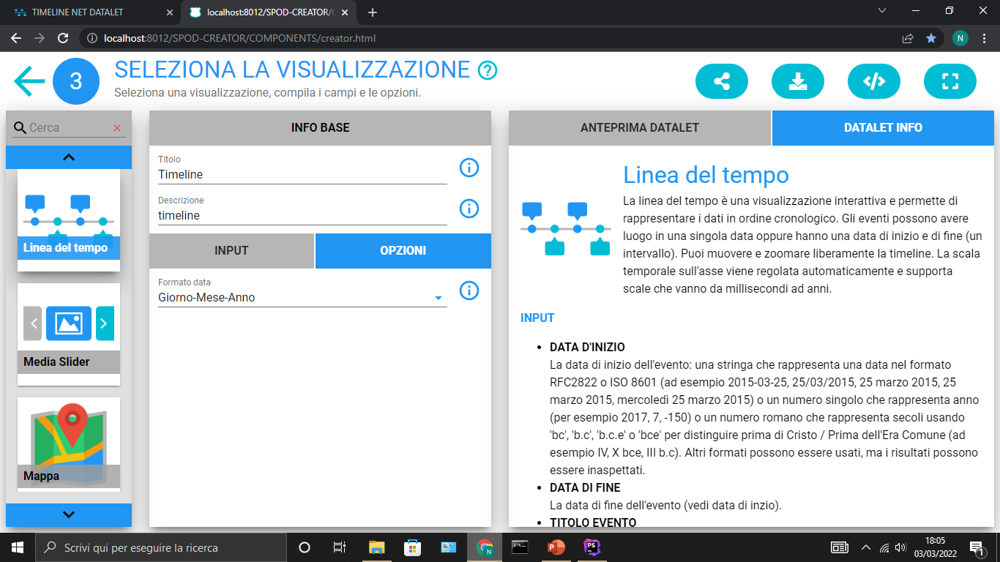 TIMELINE NET DATALET
localhost:8012/SPOD-CREATOR/C
localhost:8012/SPOD-CREATOR/COMPONENTS/creator.html
N
3
SELEZIONA LA VISUALIZZAZIONE
Seleziona una visualizzazione, compila i campi e le opzioni.
Cerca
Linea del tempo
Media Slider
Mappa
INFO BASE
Titolo
Timeline
Descrizione
timeline
INPUT
OPZIONI
Formato data
Giorno-Mese-Anno
ANTEPRIMA DATALET
DATALET INFO
Linea del tempo
La linea del tempo è una visualizzazione interattiva e permette di
rappresentare i dati in ordine cronologico. Gli eventi possono avere
luogo in una singola data oppure hanno una data di inizio e di fine (un
intervallo). Puoi muovere e zoomare liberamente la timeline. La scala
temporale sull'asse viene regolata automaticamente e supporta
scale che vanno da millisecondi ad anni.
INPUT
• DATA D'INIZIO
La data di inizio dell'evento: una stringa che rappresenta una data nel formato
RFC2822 o ISO 8601 (ad esempio 2015-03-25, 25/03/2015, 25 marzo 2015, 25
marzo 2015, mercoledì 25 marzo 2015) o un numero singolo che rappresenta anno
(per esempio 2017, 7, -150) o un numero romano che rappresenta secoli usando
'bc', 'b.c', 'b.c.e' o 'bce' per distinguire prima di Cristo / Prima dell'Era Comune (ad
esempio IV, X bce, III b.c). Altri formati possono essere usati, ma i risultati possono
essere inaspettati.
• DATA DI FINE
La data di fine dell'evento (vedi data di inzio).
• TITOLO EVENTO
Scrivi qui per eseguire la ricerca
N
P
PS
18:05
03/03/2022
1